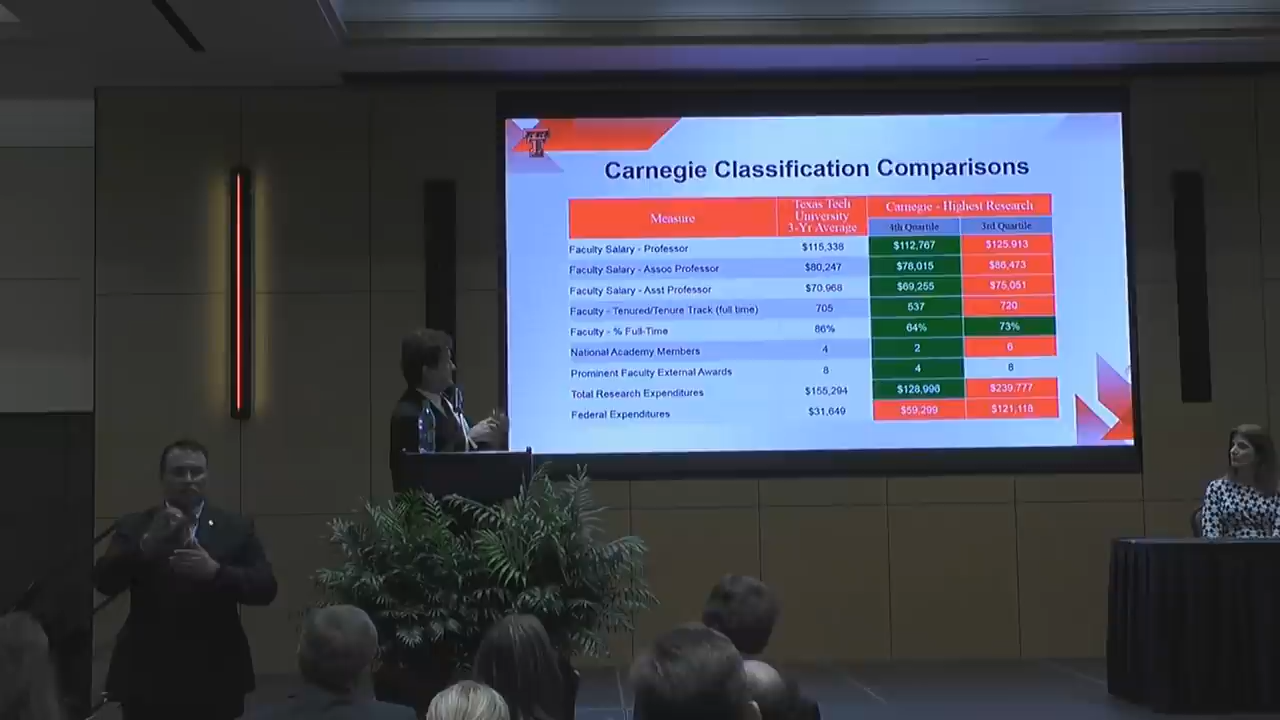 T
Carnegie Classification Comparisons
Measure
Texas Tech
University
3-Yr Average
Carnegie - Highest Research
4th Quartile 3rd Quartile
Faculty Salary - Professor $115,338 $112,767 $125,913
Faculty Salary - Assoc Professor $80,247 $78,015 $86,473
Faculty Salary - Asst Professor $70,968 $69,255 $75,051
Faculty - Tenured/Tenure Track (full time) 705 537 720
Faculty - % Full-Time 86% 64% 73%
National Academy Members 4 2 6
Prominent Faculty External Awards 8 4 8
Total Research Expenditures $155,294 $128,996 $239,777
Federal Expenditures $31,649 $59,299 $121,118